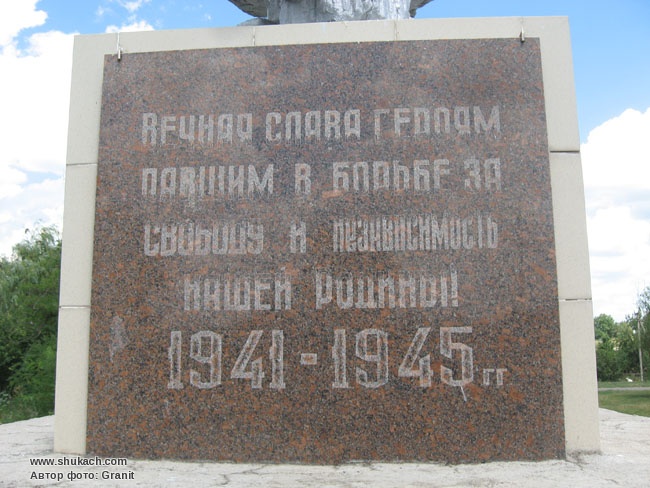 ВЕЧНАЯ СЛАВА ГЕРОЯМ
ПАВШИМ В БОРЬБЕ ЗА
СВОБОДУ И НЕЗАВИСИМОСТЬ
НАШЕЙ РОДИНЫ!
1941-1945 гг
www.shukach.com
Автор фото: Granit